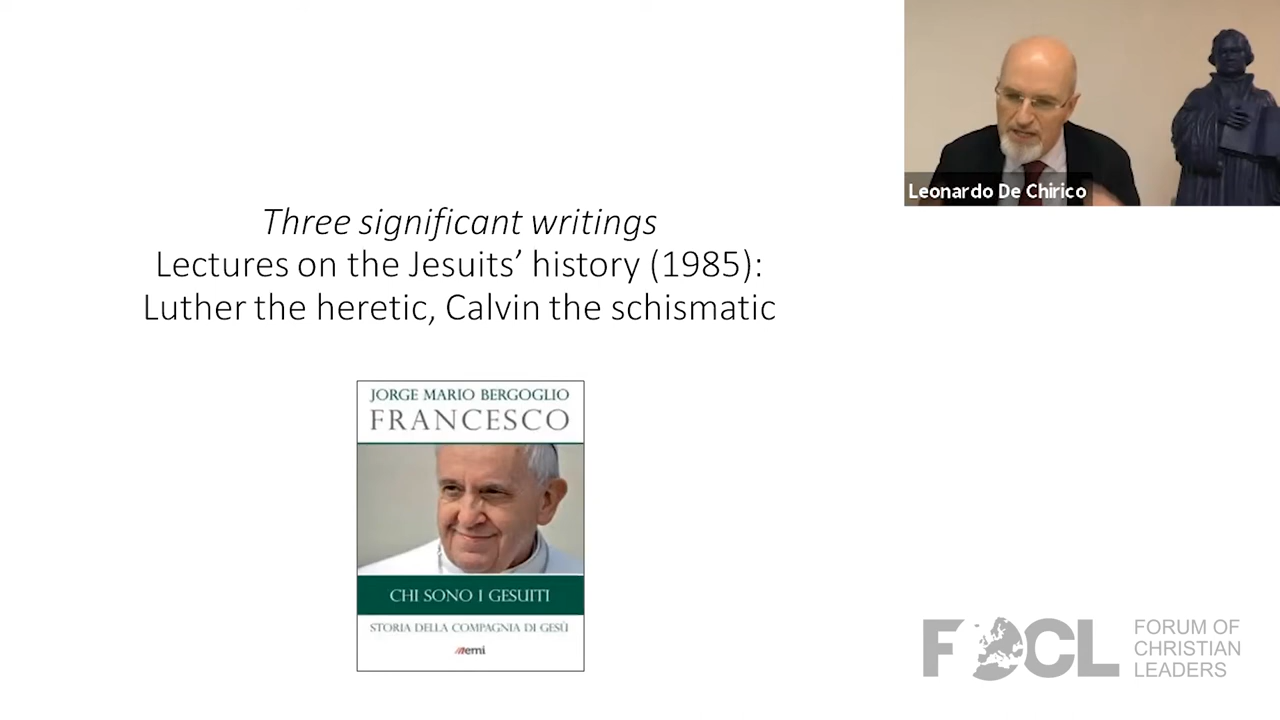 Three significant writings
Lectures on the Jesuits’ history (1985):
Luther the heretic, Calvin the schismatic
JORGE MARIO BERGOGLIO
FRANCESCO
CHI SONO I GESUITI
STORIA DELLA COMPAGNIA DI GESÙ
emi
Leonardo De Chirico
FOCL
FORUM OF
CHRISTIAN
LEADERS